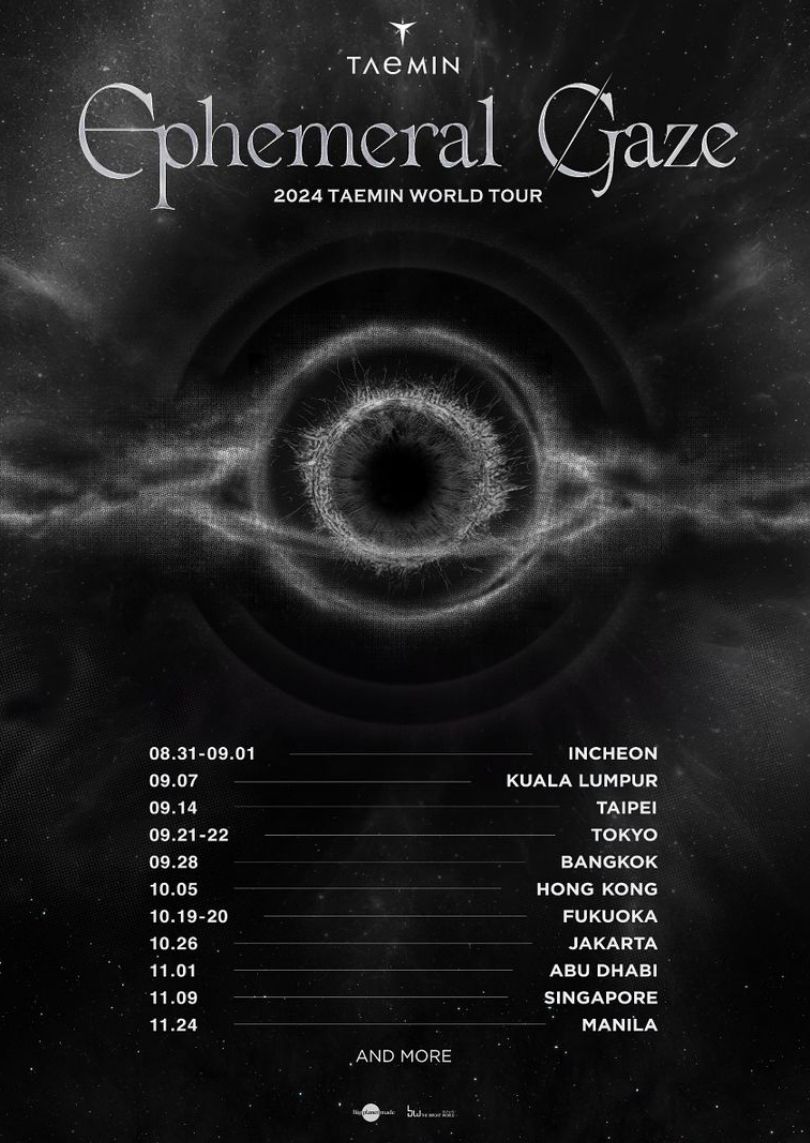 TAEMIN
Ephemeral Gaze
2024 TAEMIN WORLD TOUR
08.31-09.01 INCHEON
09.07 KUALA LUMPUR
09.14 TAIPEI
09.21-22 TOKYO
09.28 BANGKOK
10.05 HONG KONG
10.19-20 FUKUOKA
10.26 JAKARTA
11.01 ABU DHABI
11.09 SINGAPORE
11.24 MANILA
AND MORE
Bigplanetmade